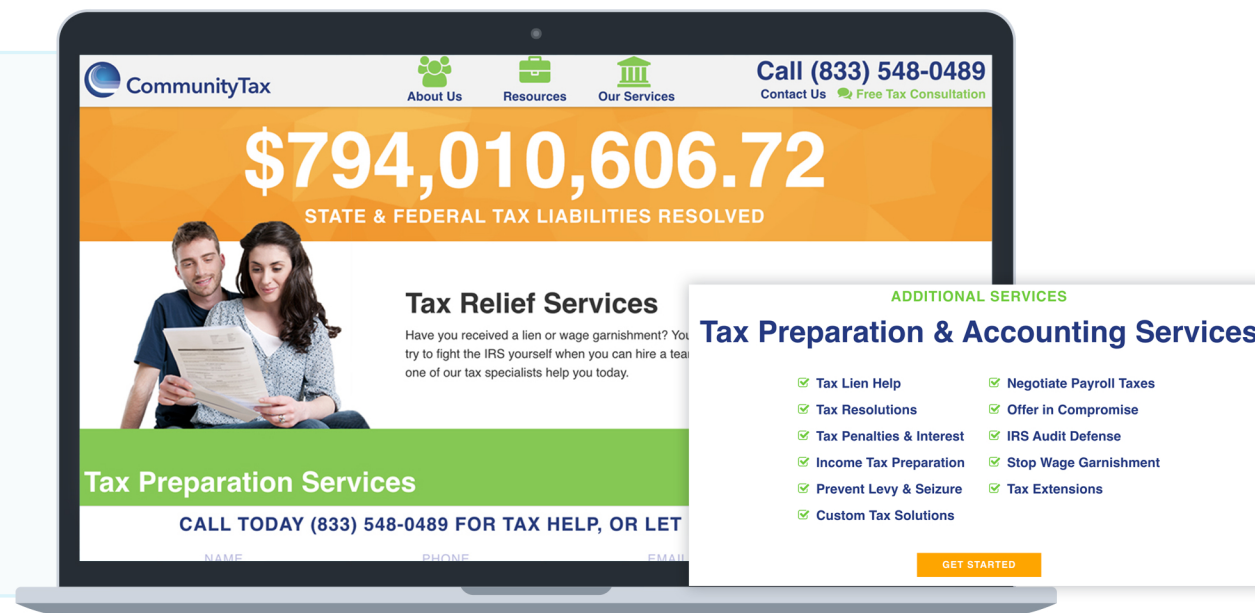 CommunityTax
About Us
Resources
Our Services
Call (833) 548-0489
Contact Us
Free Tax Consultation
$794,010,606.72
STATE & FEDERAL TAX LIABILITIES RESOLVED
Tax Relief Services
Have you received a lien or wage garnishment? You
try to fight the IRS yourself when you can hire a tea
one of our tax specialists help you today.
Tax Preparation Services
CALL TODAY (833) 548-0489 FOR TAX HELP, OR LET
NAME
PHONE
EMAIL
ADDITIONAL SERVICES
Tax Preparation & Accounting Services
Tax Lien Help
Tax Resolutions
Tax Penalties & Interest
Income Tax Preparation
Prevent Levy & Seizure
Custom Tax Solutions
Negotiate Payroll Taxes
Offer in Compromise
IRS Audit Defense
Stop Wage Garnishment
Tax Extensions
GET STARTED